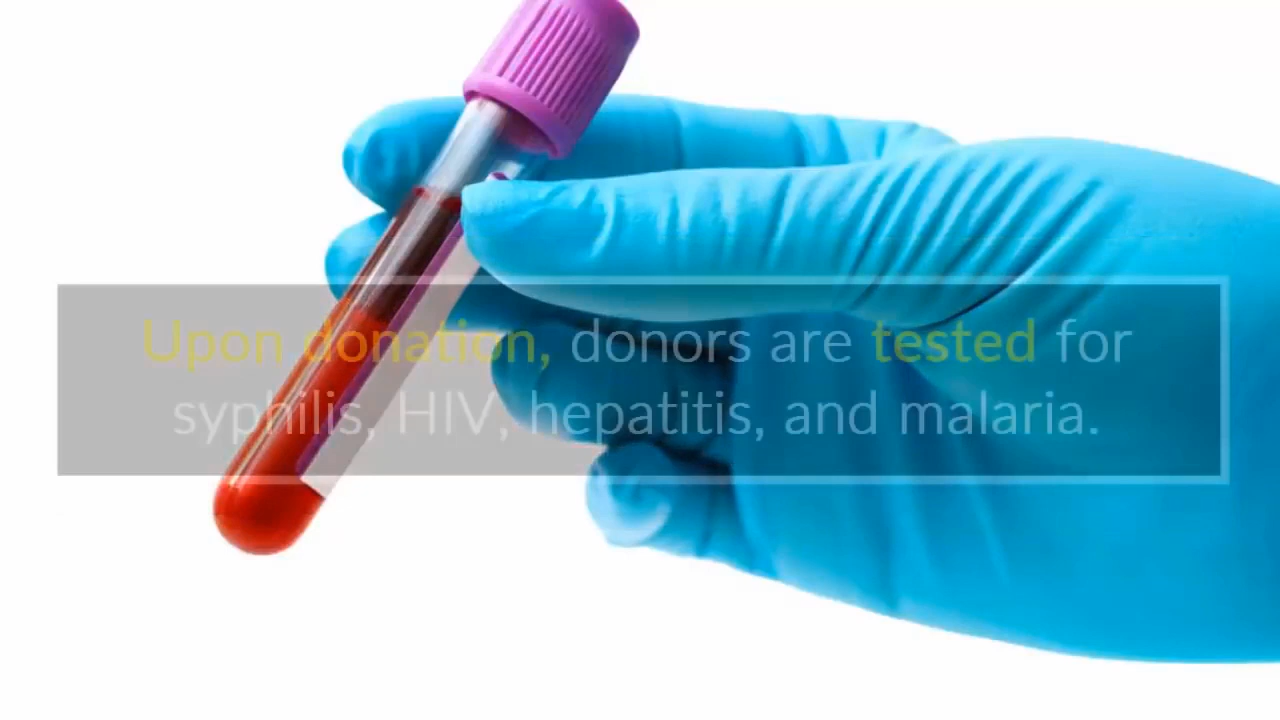 Upon donation, donors are tested for
syphilis, HIV, hepatitis, and malaria.